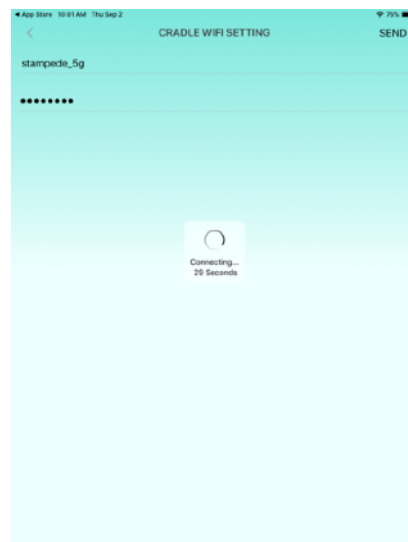 ◀ App Store 10:01 AM Thu Sep 2 75%
CRADLE WIFI SETTING SEND
stampede_5g
●●●●●●●●
Connecting...
20 Seconds